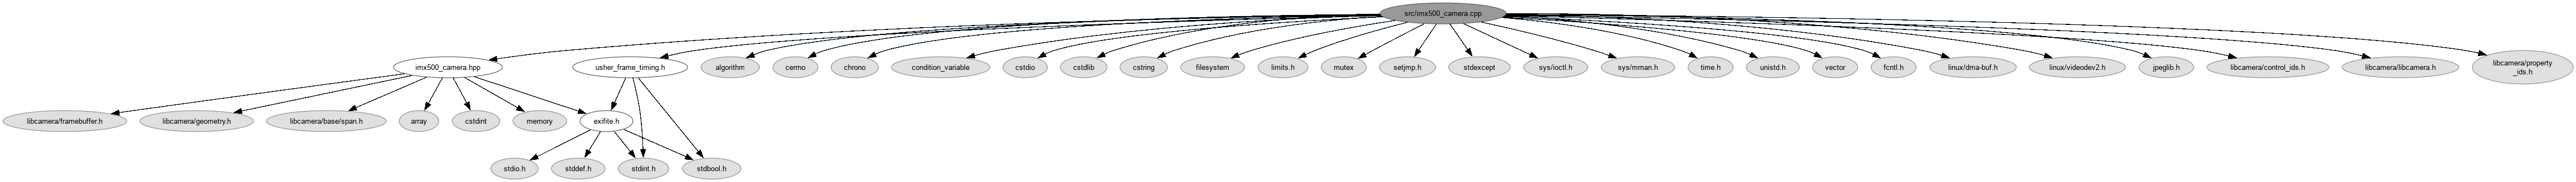 src/imx500_camera.cpp
imx500_camera.hpp
usher_frame_timing.h
algorithm
cermo
chrono
condition_variable
cstdio
cstdlib
cstring
filesystem
limits.h
mutex
setjmp.h
stdexcept
sys/ioctl.h
sys/mman.h
time.h
unistd.h
vector
fcntl.h
linux/dma-buf.h
linux/videodev2.h
jpeglib.h
libcamera/control_ids.h
libcamera/libcamera.h
libcamera/property
_ids.h
libcamera/framebuffer.h
libcamera/geometry.h
libcamera/base/span.h
array
cstdint
memory
exifite.h
stdio.h
stddef.h
stdint.h
stdbool.h